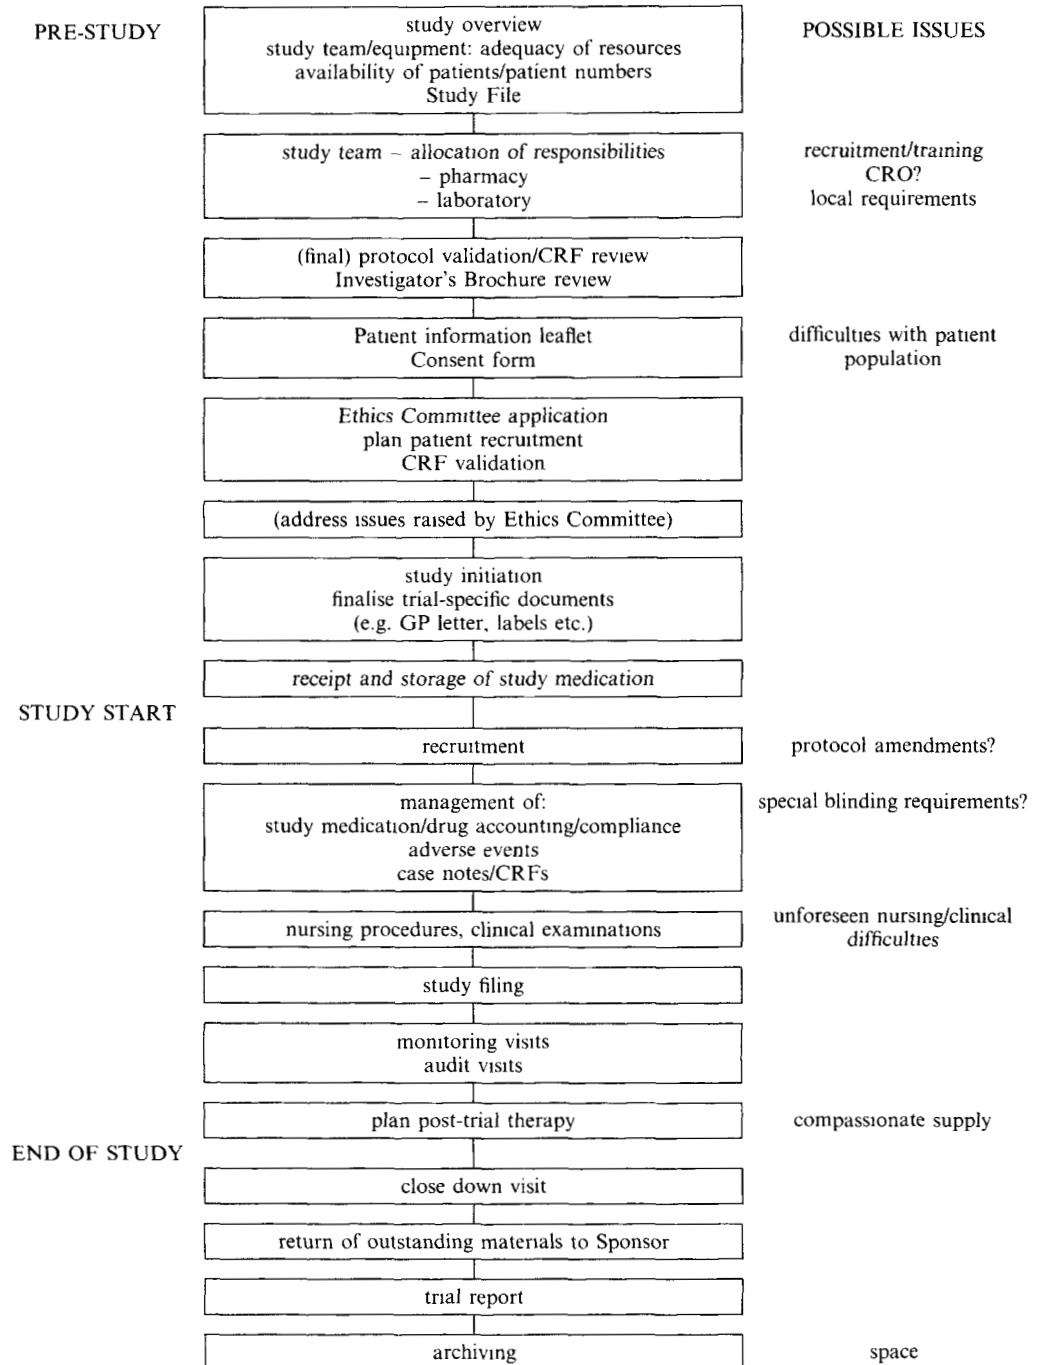 PRE-STUDY
study overview
study team/equipment: adequacy of resources
availability of patients/patient numbers
Study File
POSSIBLE ISSUES
study team – allocation of responsibilities
– pharmacy
– laboratory
recruitment/training
CRO?
local requirements
(final) protocol validation/CRF review
Investigator's Brochure review
Patient information leaflet
Consent form
difficulties with patient
population
Ethics Committee application
plan patient recruitment
CRF validation
(address issues raised by Ethics Committee)
study initiation
finalise trial-specific documents
(e.g. GP letter, labels etc.)
receipt and storage of study medication
STUDY START
recruitment
protocol amendments?
management of:
study medication/drug accounting/compliance
adverse events
case notes/CRFs
special blinding requirements?
nursing procedures, clinical examinations
unforeseen nursing/clinical
difficulties
study filing
monitoring visits
audit visits
plan post-trial therapy
compassionate supply
END OF STUDY
close down visit
return of outstanding materials to Sponsor
trial report
archiving
space